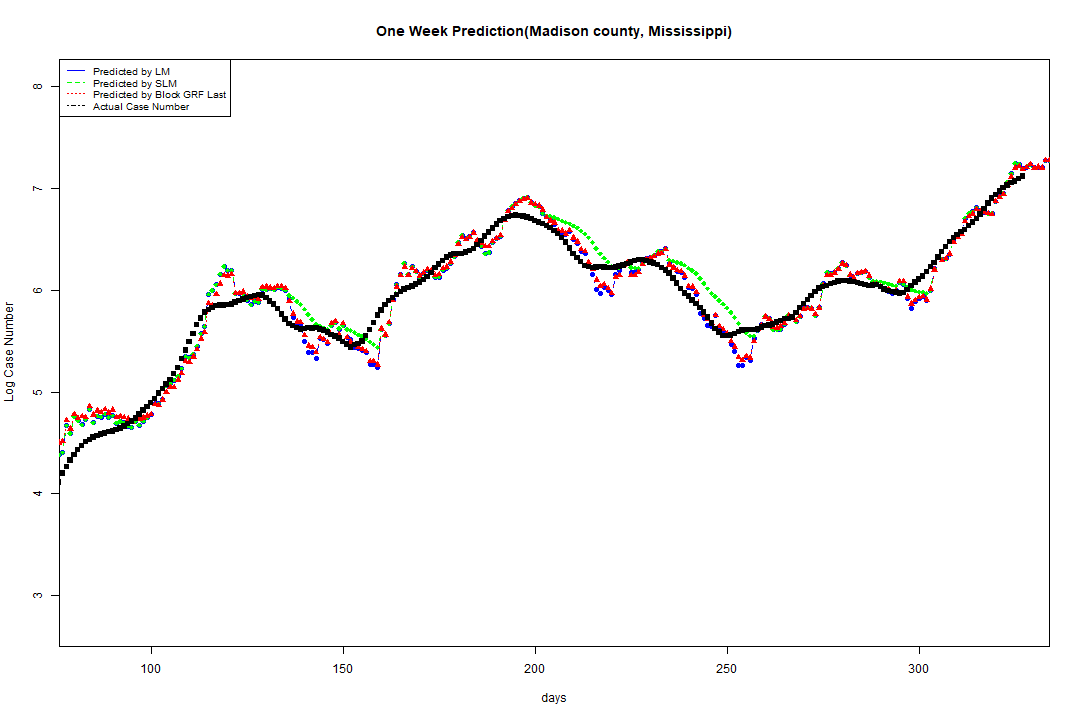 One Week Prediction(Madison county, Mississippi)
Predicted by LM
Predicted by SLM
Predicted by Block GRF Last
Actual Case Number
8
7
6
5
4
3
Log Case Number
100 150 200 250 300
days